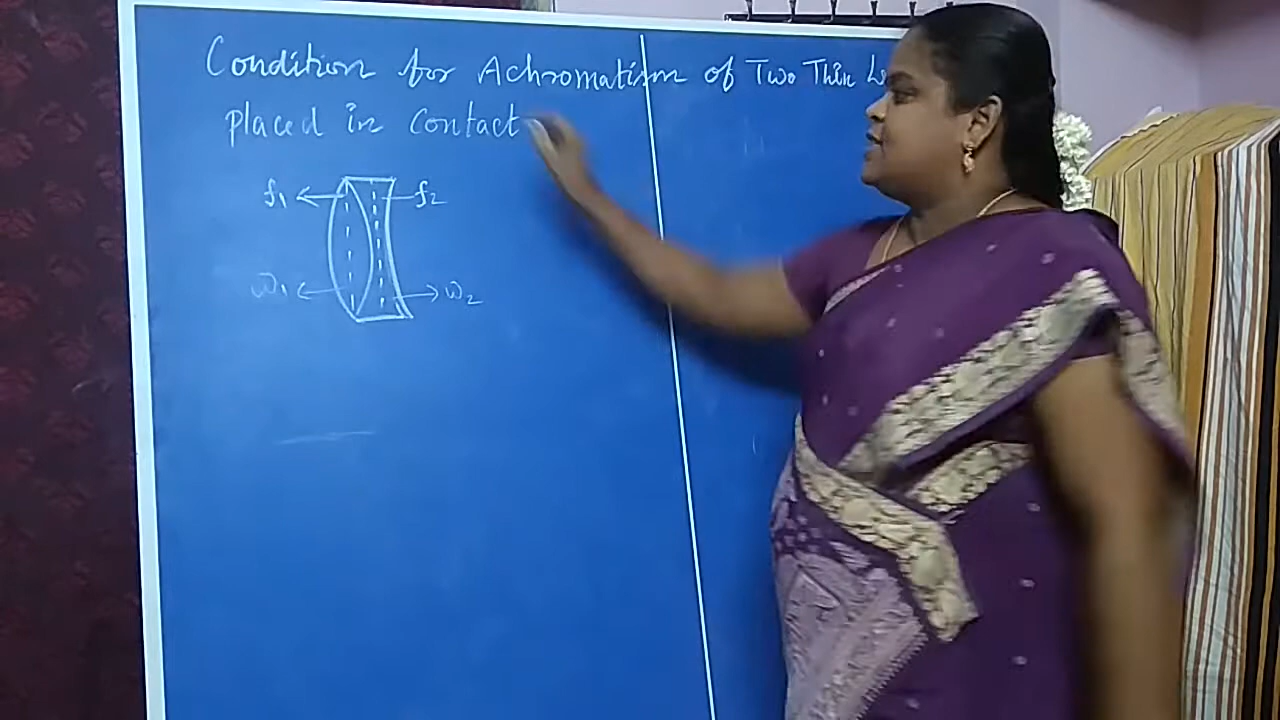 Condition for Achromatism of Two Thin
placed in contact
f1 f2
ω1 ω2